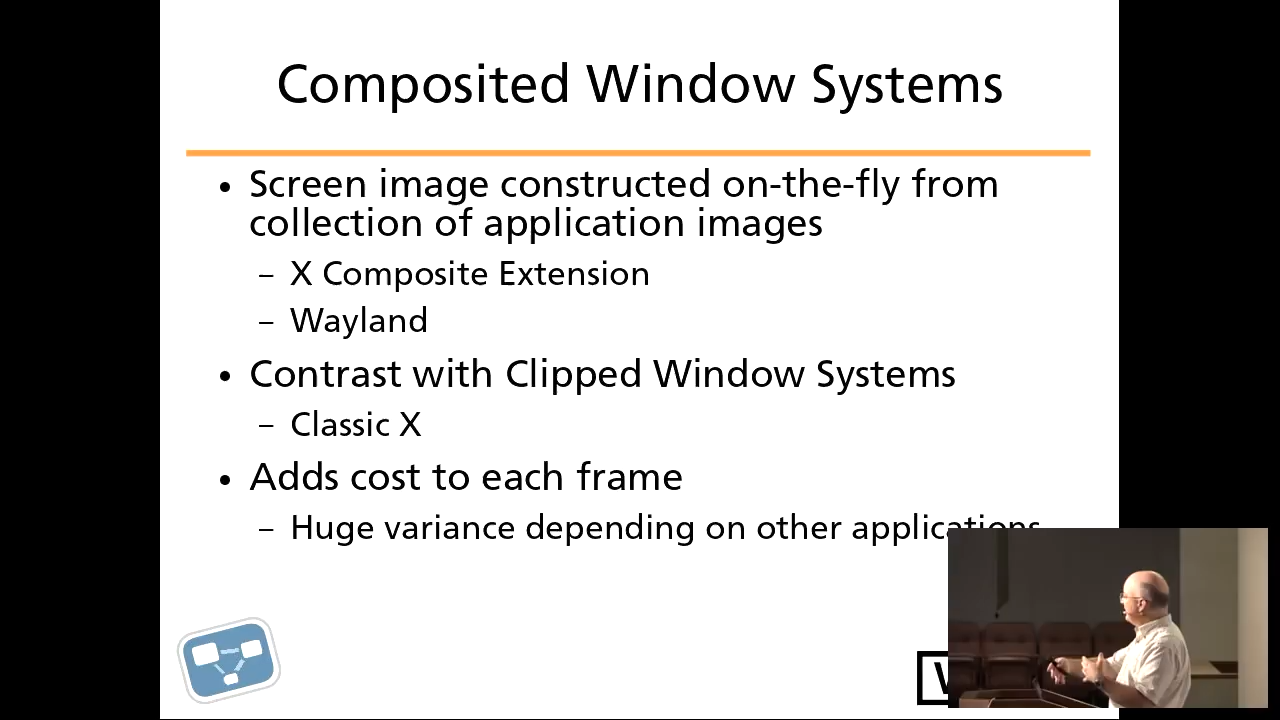 Composited Window Systems
• Screen image constructed on-the-fly from
collection of application images
– X Composite Extension
– Wayland
• Contrast with Clipped Window Systems
– Classic X
• Adds cost to each frame
– Huge variance depending on other applications